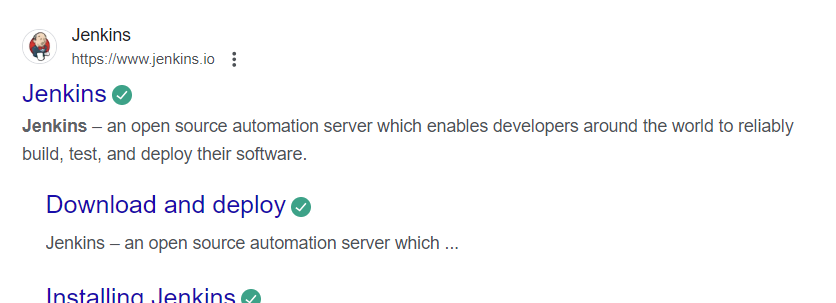 Jenkins
https://www.jenkins.io
Jenkins
Jenkins – an open source automation server which enables developers around the world to reliably
build, test, and deploy their software.
Download and deploy
Jenkins – an open source automation server which ...
Installing Jenkins